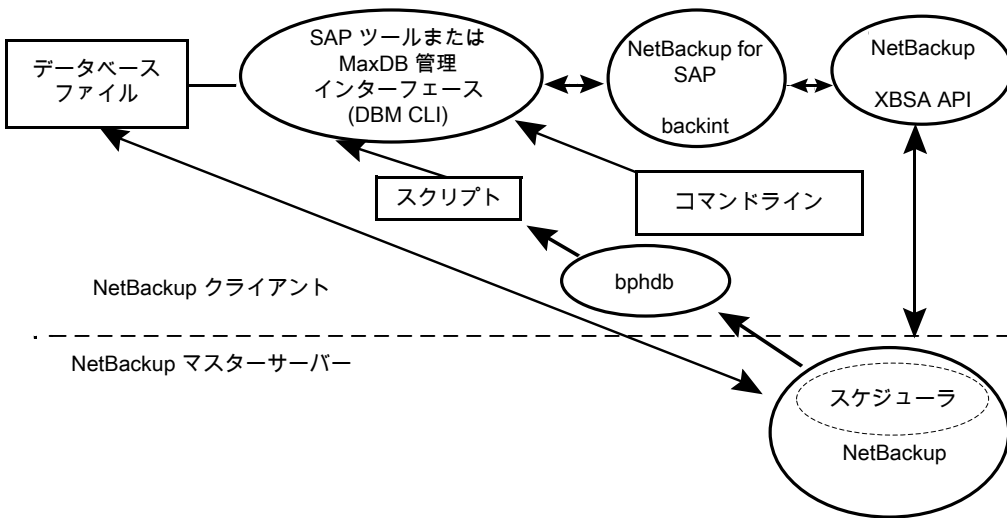 データベース
ファイル
SAP ツールまたは
MaxDB 管理
インターフェース
(DBM CLI)
NetBackup for
SAP
backint
NetBackup
XBSA API
スクリプト
コマンドライン
bphdb
NetBackup クライアント
NetBackup マスターサーバー
スケジューラ
NetBackup